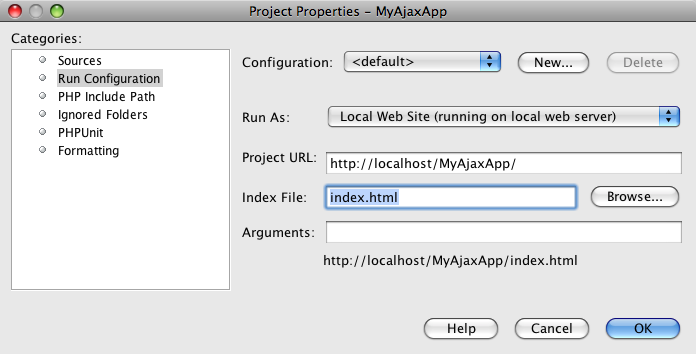 Project Properties – MyAjaxApp
Categories:
Sources
Run Configuration
PHP Include Path
Ignored Folders
PHPUnit
Formatting
Configuration: <default> New... Delete
Run As: Local Web Site (running on local web server)
Project URL: http://localhost/MyAjaxApp/
Index File: index.html Browse...
Arguments:
http://localhost/MyAjaxApp/index.html
Help Cancel OK